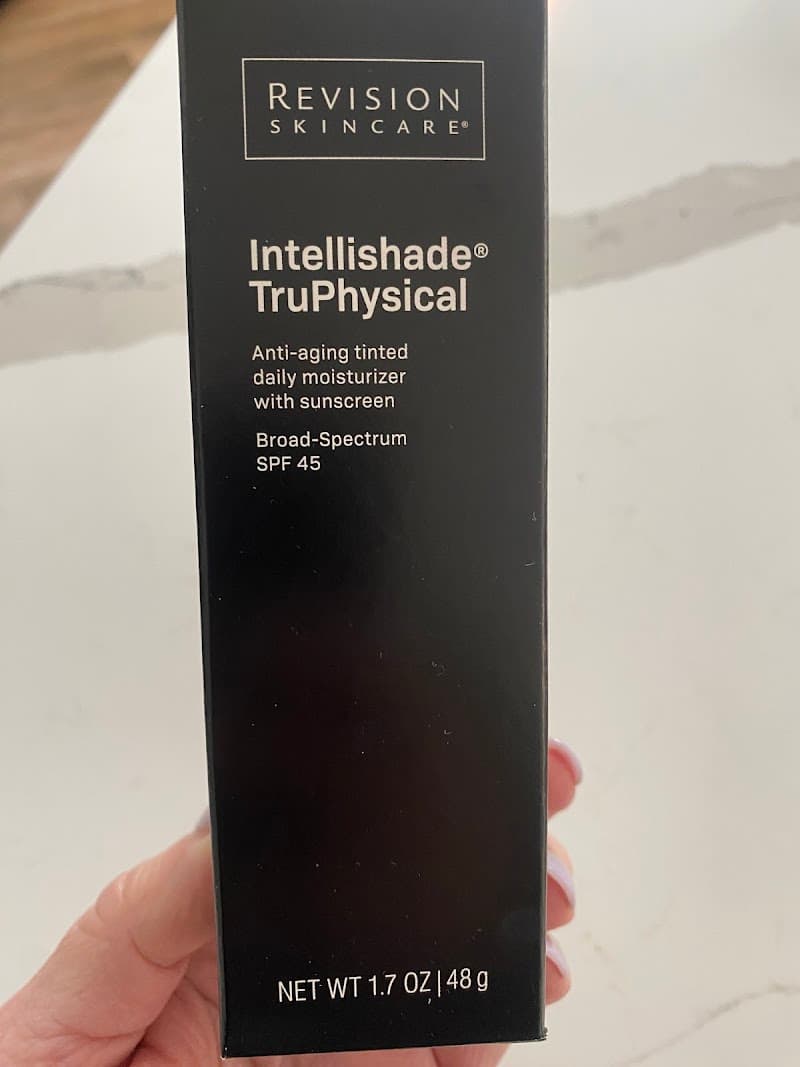 REVISION
SKINCARE®
Intellishade®
TruPhysical
Anti-aging tinted
daily moisturizer
with sunscreen
Broad-Spectrum
SPF 45
NET WT 1.7 OZ | 48 g